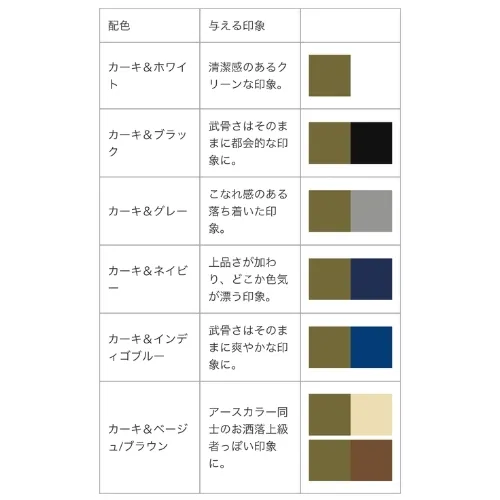 配色
与える印象
カーキ＆ホワイ
ト
清潔感のあるク
リーンな印象。
カーキ＆ブラッ
ク
武骨さはそのま
まに都会的な印
象に。
カーキ＆グレー
こなれ感のある
落ち着いた印
象。
カーキ＆ネイビ
ー
上品さが加わ
り、どこか色気
が漂う印象。
カーキ＆インデ
ィゴブルー
武骨さはそのま
まに爽やかな印
象に。
カーキ＆ベージ
ュ/ブラウン
アースカラー同
士のお洒落上級
者っぽい印象
に。